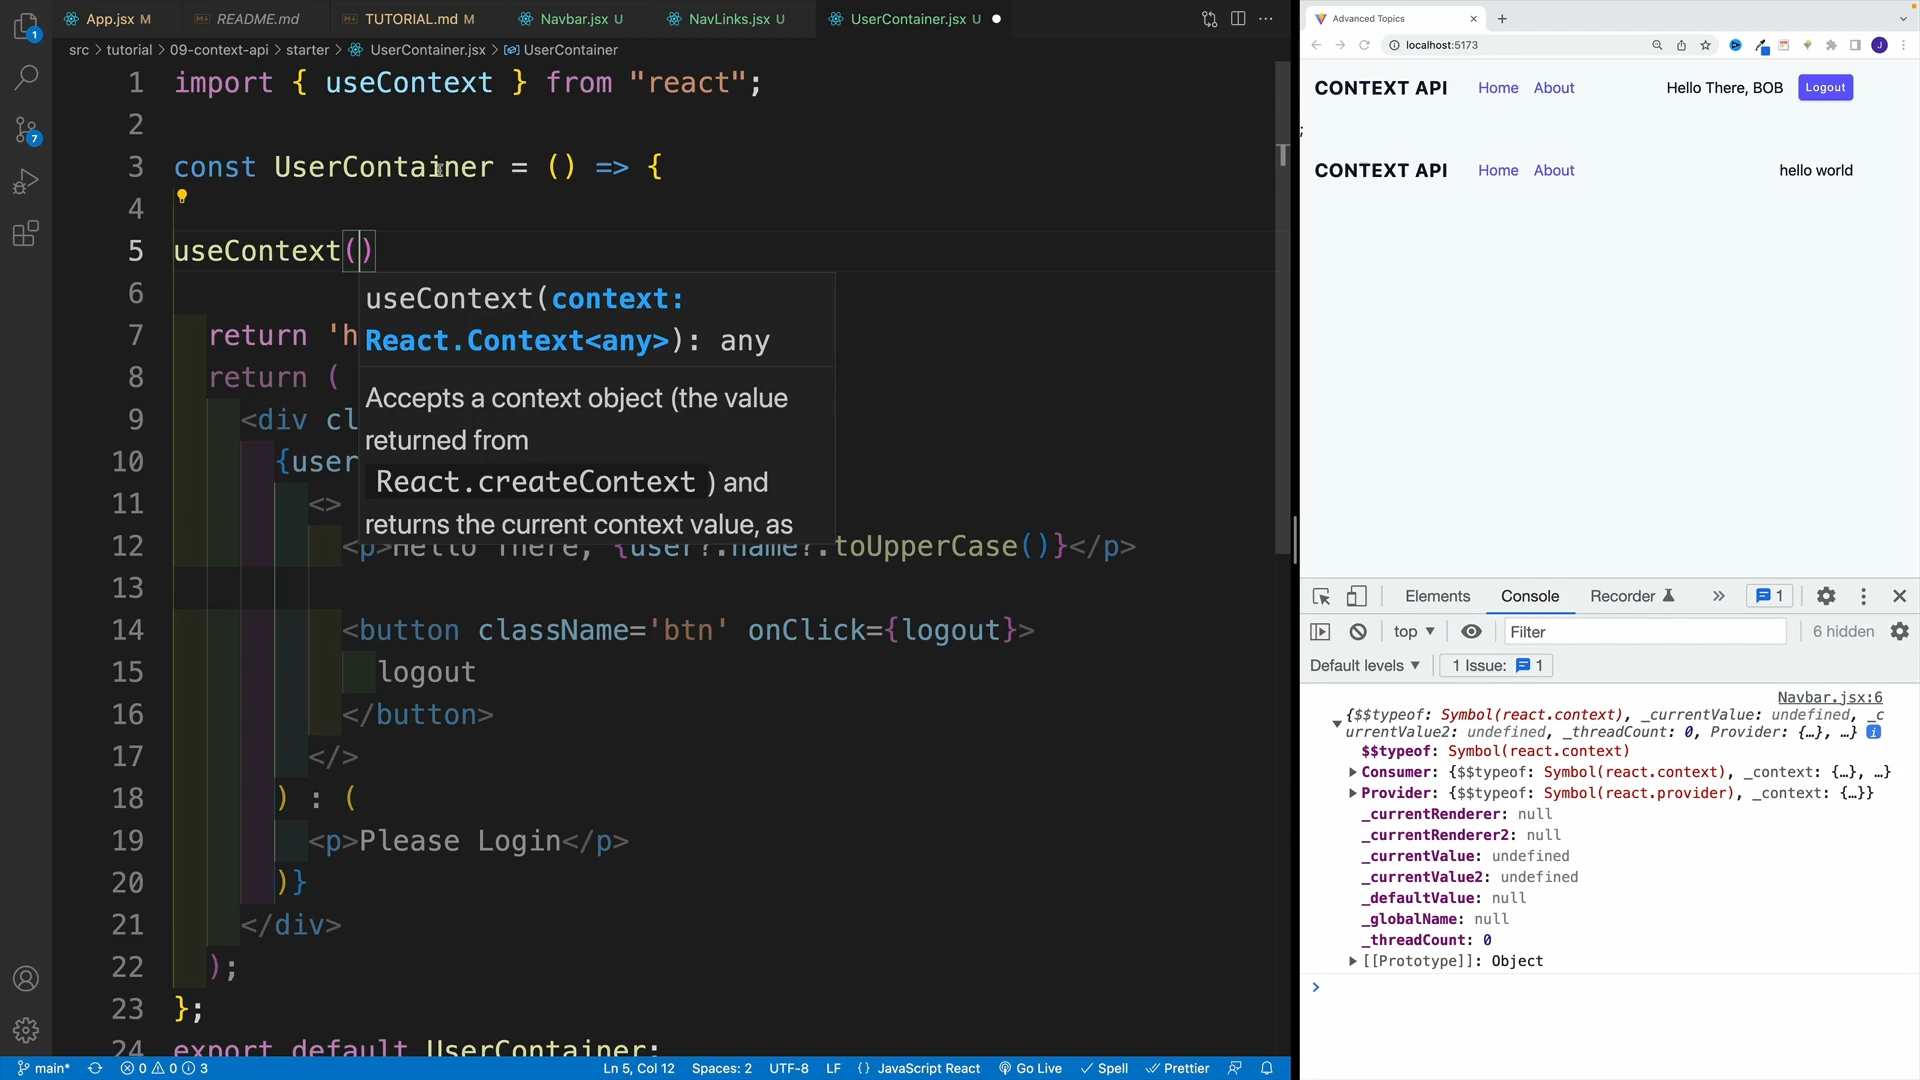 App.jsx M
README.md
TUTORIAL.md M
Navbar.jsx U
NavLinks.jsx U
UserContainer.jsx U
src > tutorial > 09-context-api > starter > UserContainer.jsx > UserContainer
1 import { useContext } from "react";
2
3 const UserContainer = () => {
4
5 useContext()
useContext(context:
React.Context<any>): any
Accepts a context object (the value
returned from
React.createContext ) and
returns the current context value, as
6
7 return 'h
8 return (
9 <div cl
10 {user
11 <>
12 <p>Hello There, {user?.name?.toUpperCase()}</p>
13
14 <button className='btn' onClick={logout}>
15 logout
16 </button>
17 </>
18 ) : (
19 <p>Please Login</p>
20 )}
21 </div>
22 );
23 };
24 export default UserContainer;
1
7
main* 0 0 3
Ln 5, Col 12 Spaces: 2 UTF-8 LF {} JavaScript React Go Live Spell Prettier
Advanced Topics
localhost:5173
J
CONTEXT API Home About Hello There, BOB Logout
;
CONTEXT API Home About hello world
Elements Console Recorder 1
top Filter 6 hidden
Default levels 1 Issue: 1
Navbar.jsx:6
{$$typeof: Symbol(react.context), _currentValue: undefined, _c
urrentValue2: undefined, _threadCount: 0, Provider: {…}, …}
$$typeof: Symbol(react.context)
Consumer: {$$typeof: Symbol(react.context), _context: {…}, …}
Provider: {$$typeof: Symbol(react.provider), _context: {…}}
_currentRenderer: null
_currentRenderer2: null
_currentValue: undefined
_currentValue2: undefined
_defaultValue: null
_globalName: null
_threadCount: 0
[[Prototype]]: Object